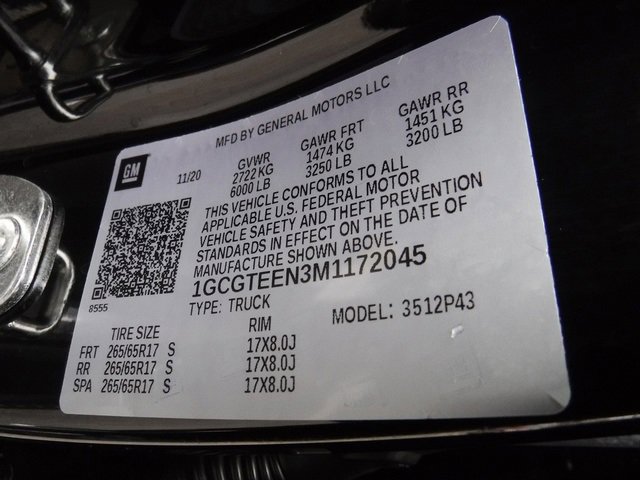 MFD BY GENERAL MOTORS LLC
GM
11/20
GVWR GAWR FRT GAWR RR
2722 KG 1474 KG 1451 KG
6000 LB 3250 LB 3200 LB
THIS VEHICLE CONFORMS TO ALL
APPLICABLE U.S. FEDERAL MOTOR
VEHICLE SAFETY AND THEFT PREVENTION
STANDARDS IN EFFECT ON THE DATE OF
MANUFACTURE SHOWN ABOVE.
1GCGTEEN3M1172045
8555
TYPE: TRUCK MODEL: 3512P43
TIRE SIZE RIM
FRT 265/65R17 S 17X8.0J
RR 265/65R17 S 17X8.0J
SPA 265/65R17 S 17X8.0J